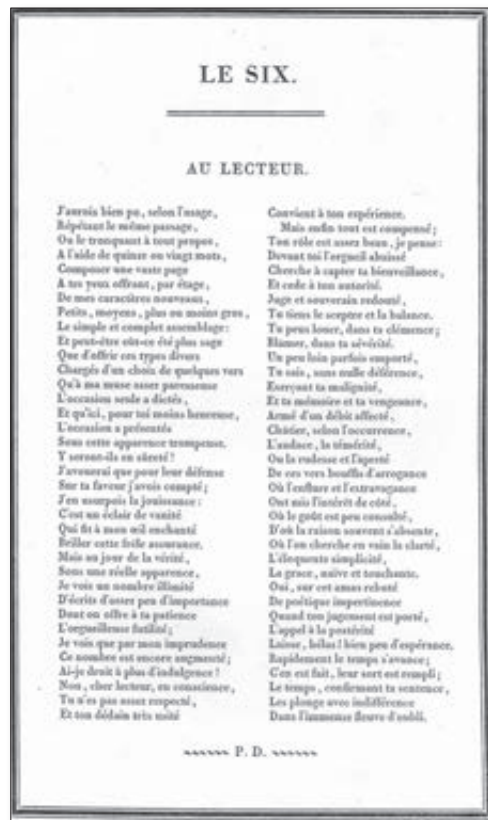 LE SIX.
AU LECTEUR.
J'aurois bien pu, selon l'usage,
Répétant le même passage,
Ou le tronquant à tout propos,
A l'aide de quinze ou vingt mots,
Composer une vaste page
A tes yeux offrant, par étage,
De mes caractères nouveaux,
Petits, moyens, plus ou moins gros,
Le simple et complet assemblage:
Et peut-être eût-ce été plus sage
Que d'offrir ces types divers
Chargés d'un choix de quelques vers
Qu'à ma muse assez paresseuse
L'occasion seule a dictés,
Et qu'ici, pour toi moins heureuse,
L'occasion a présentés
Sous cette apparence trompeuse.
Y seront-ils en sûreté?
J'avouerai que pour leur défense
Sur ta faveur j'avois compté;
J'en usurpois la jouissance:
C'est un éclair de vanité
Qui fit à mon œil enchanté
Briller cette frêle assurance.
Mais au jour de la vérité,
Sous une réelle apparence,
Je vois un nombre illimité
D'écrits d'assez peu d'importance
Dont on offre à ta patience
L'orgueilleuse futilité;
Je vois que par mon imprudence
Ce nombre est encore augmenté;
Ai-je droit à plus d'indulgence?
Non, cher lecteur, en conscience,
Tu n'es pas assez respecté,
Et ton dédain très usité
Convient à ton expérience.
Mais enfin tout est compensé;
Ton rôle est assez beau, je pense:
Devant toi l'orgueil abaissé
Cherche à capter ta bienveillance,
Et cede à ton autorité.
Juge et souverain redouté,
Tu tiens le sceptre et la balance.
Tu peux louer, dans ta clémence;
Blâmer, dans ta sévérité.
Un peu loin parfois emporté,
Tu sais, sans nulle déférence,
Exerçant ta malignité,
Et ta mémoire et ta vengeance,
Armé d'un débit affecté,
Châtier, selon l'occurrence,
L'audace, la témérité,
Ou la rudesse et l'apreté
De ces vers bouffis d'arrogance
Où l'enflure et l'extravagance
Ont mis l'intérêt de côté,
Où le goût est peu consulté,
D'où la raison souvent s'absente,
Où l'on cherche en vain la clarté,
L'éloquente simplicité,
La grace, naïve et touchante.
Oui, sur cet amas rebuté
De poétique impertinence
Quand ton jugement est porté,
L'appel à la postérité
Laisse, hélas! bien peu d'espérance.
Rapidement le temps s'avance;
C'en est fait, leur sort est rempli;
Le temps, confirmant ta sentence,
Les plonge avec indifférence
Dans l'immense fleuve d'oubli.
P. D.